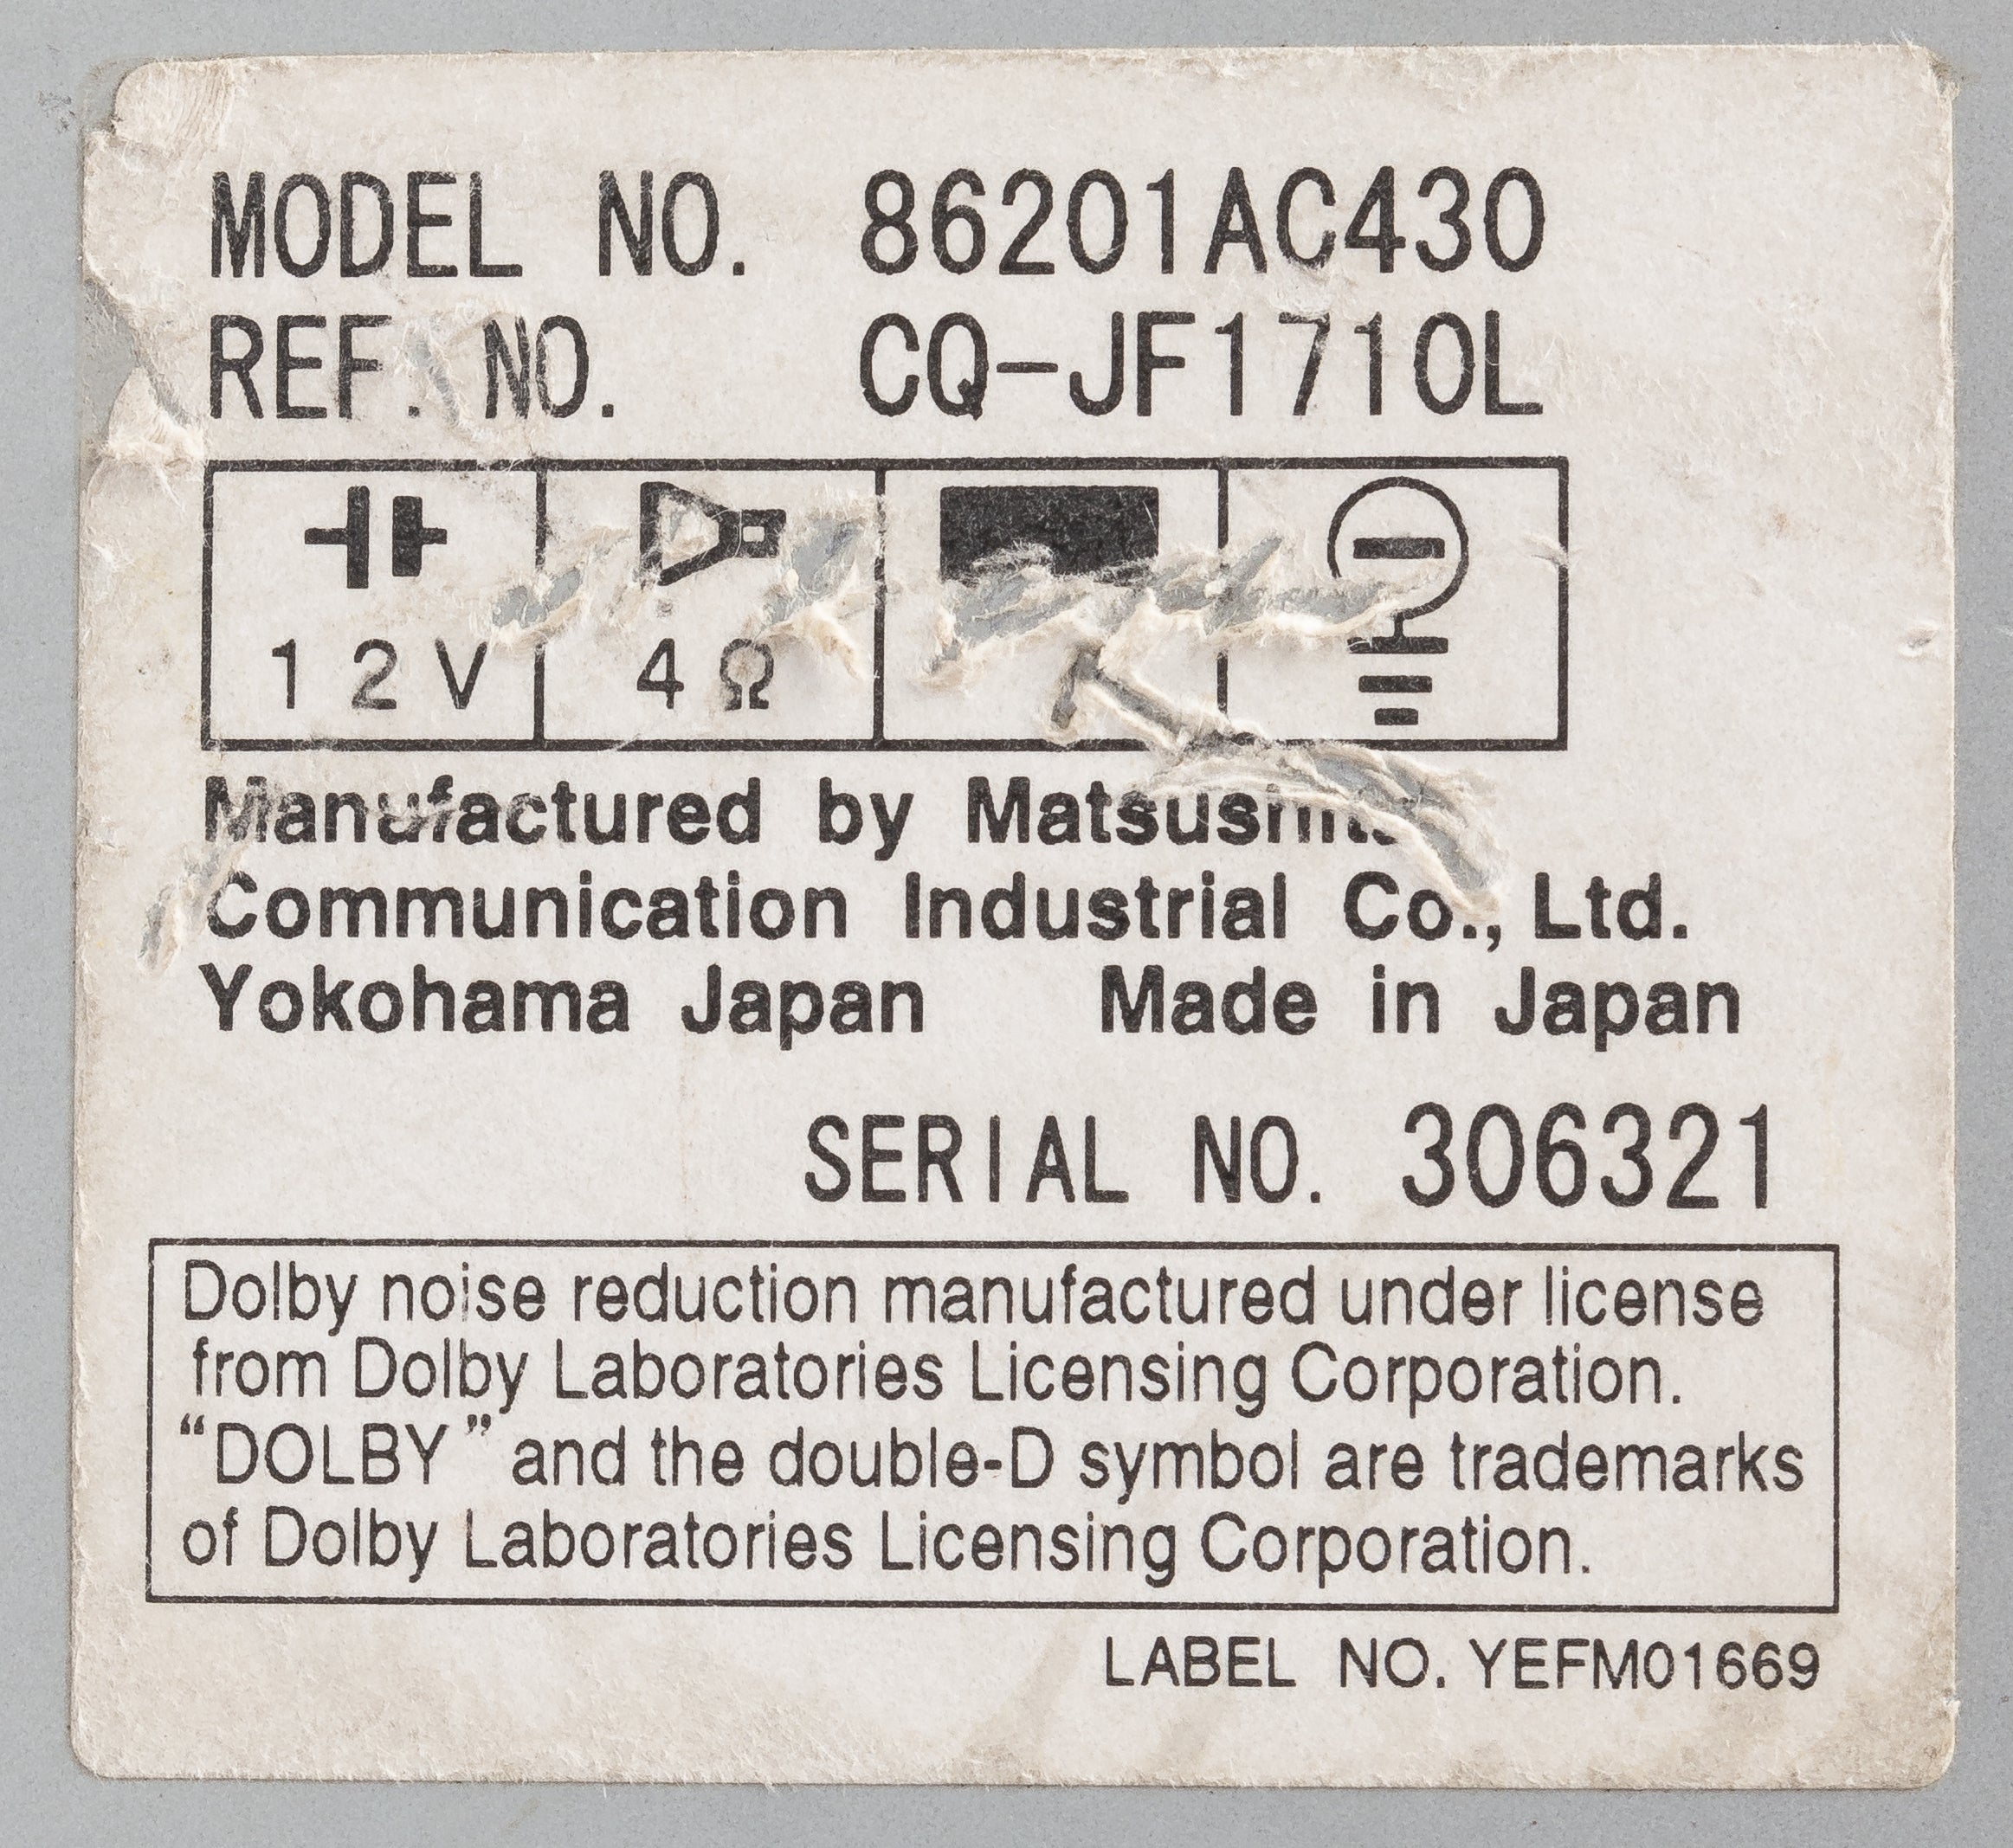 MODEL NO. 86201AC430
REF. NO. CQ-JF1710L
12V 4Ω
Manufactured by Matsushita
Communication Industrial Co., Ltd.
Yokohama Japan Made in Japan
SERIAL NO. 306321
Dolby noise reduction manufactured under license
from Dolby Laboratories Licensing Corporation.
“DOLBY” and the double-D symbol are trademarks
of Dolby Laboratories Licensing Corporation.
LABEL NO. YEFM01669